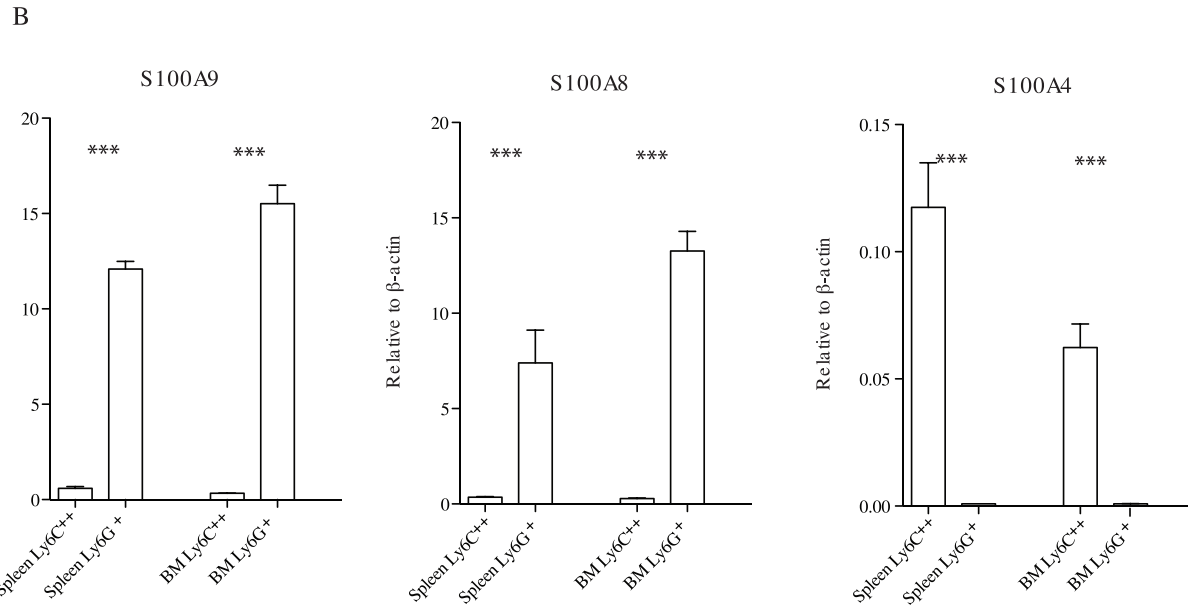 B
S100A9
20
15
10
5
0
***
***
Spleen Ly6C++
Spleen Ly6G +
BM Ly6C++
BM Ly6G +
S100A8
Relative to β-actin
20
15
10
5
0
***
***
Spleen Ly6C++
Spleen Ly6G +
BM Ly6C++
BM Ly6G +
S100A4
Relative to β-actin
0.15
0.10
0.05
0.00
***
***
Spleen Ly6C++
Spleen Ly6G +
BM Ly6C++
BM Ly6G +